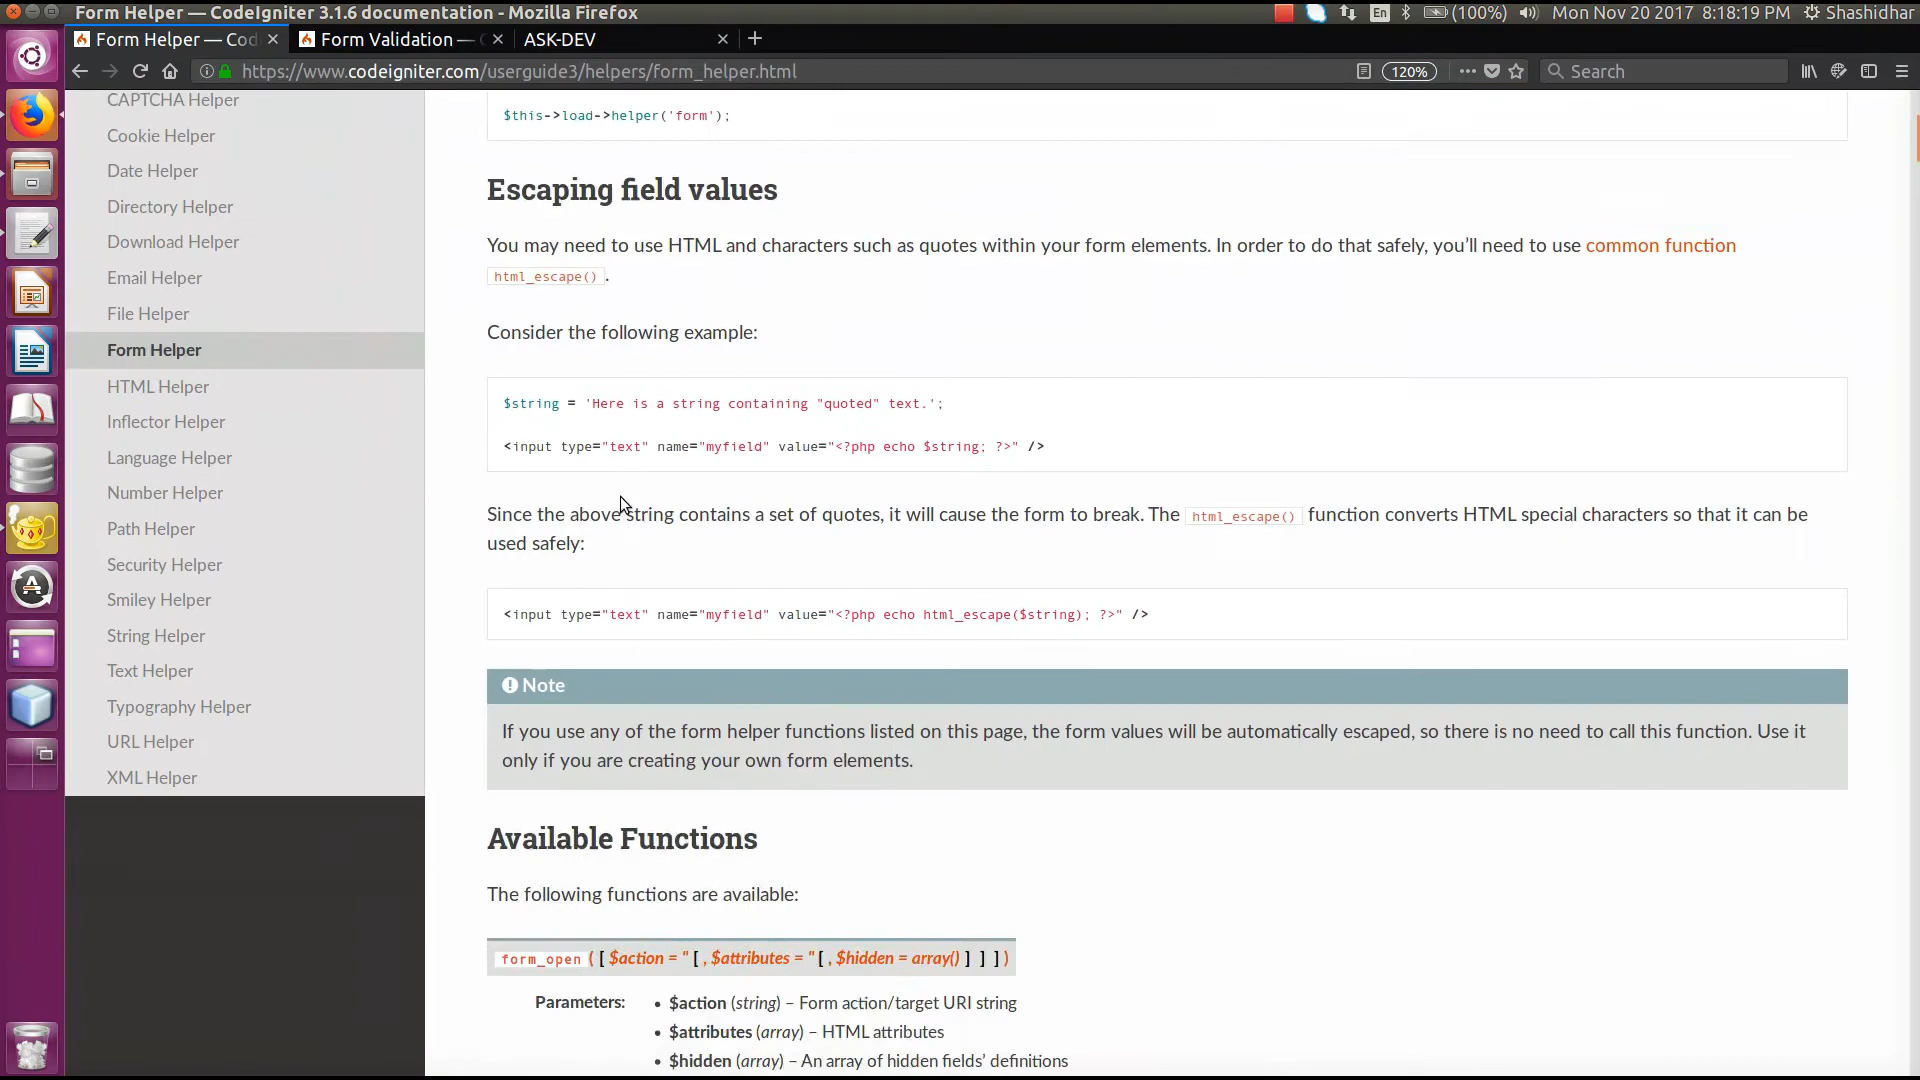 Form Helper — CodeIgniter 3.1.6 documentation - Mozilla Firefox
En
(100%)
Mon Nov 20 2017 8:18:19 PM
Shashidhar
Form Helper — Cod
Form Validation —
ASK-DEV
https://www.codeigniter.com/userguide3/helpers/form_helper.html
120%
Search
CAPTCHA Helper
Cookie Helper
Date Helper
Directory Helper
Download Helper
Email Helper
File Helper
Form Helper
HTML Helper
Inflector Helper
Language Helper
Number Helper
Path Helper
Security Helper
Smiley Helper
String Helper
Text Helper
Typography Helper
URL Helper
XML Helper
$this->load->helper('form');
Escaping field values
You may need to use HTML and characters such as quotes within your form elements. In order to do that safely, you’ll need to use common function
html_escape() .
Consider the following example:
$string = 'Here is a string containing "quoted" text.';
<input type="text" name="myfield" value="<?php echo $string; ?>" />
Since the above string contains a set of quotes, it will cause the form to break. The html_escape() function converts HTML special characters so that it can be
used safely:
<input type="text" name="myfield" value="<?php echo html_escape($string); ?>" />
Note
If you use any of the form helper functions listed on this page, the form values will be automatically escaped, so there is no need to call this function. Use it
only if you are creating your own form elements.
Available Functions
The following functions are available:
form_open ( [ $action = '' [ , $attributes = '' [ , $hidden = array() ] ] ] )
Parameters:
• $action (string) – Form action/target URI string
• $attributes (array) – HTML attributes
• $hidden (array) – An array of hidden fields’ definitions